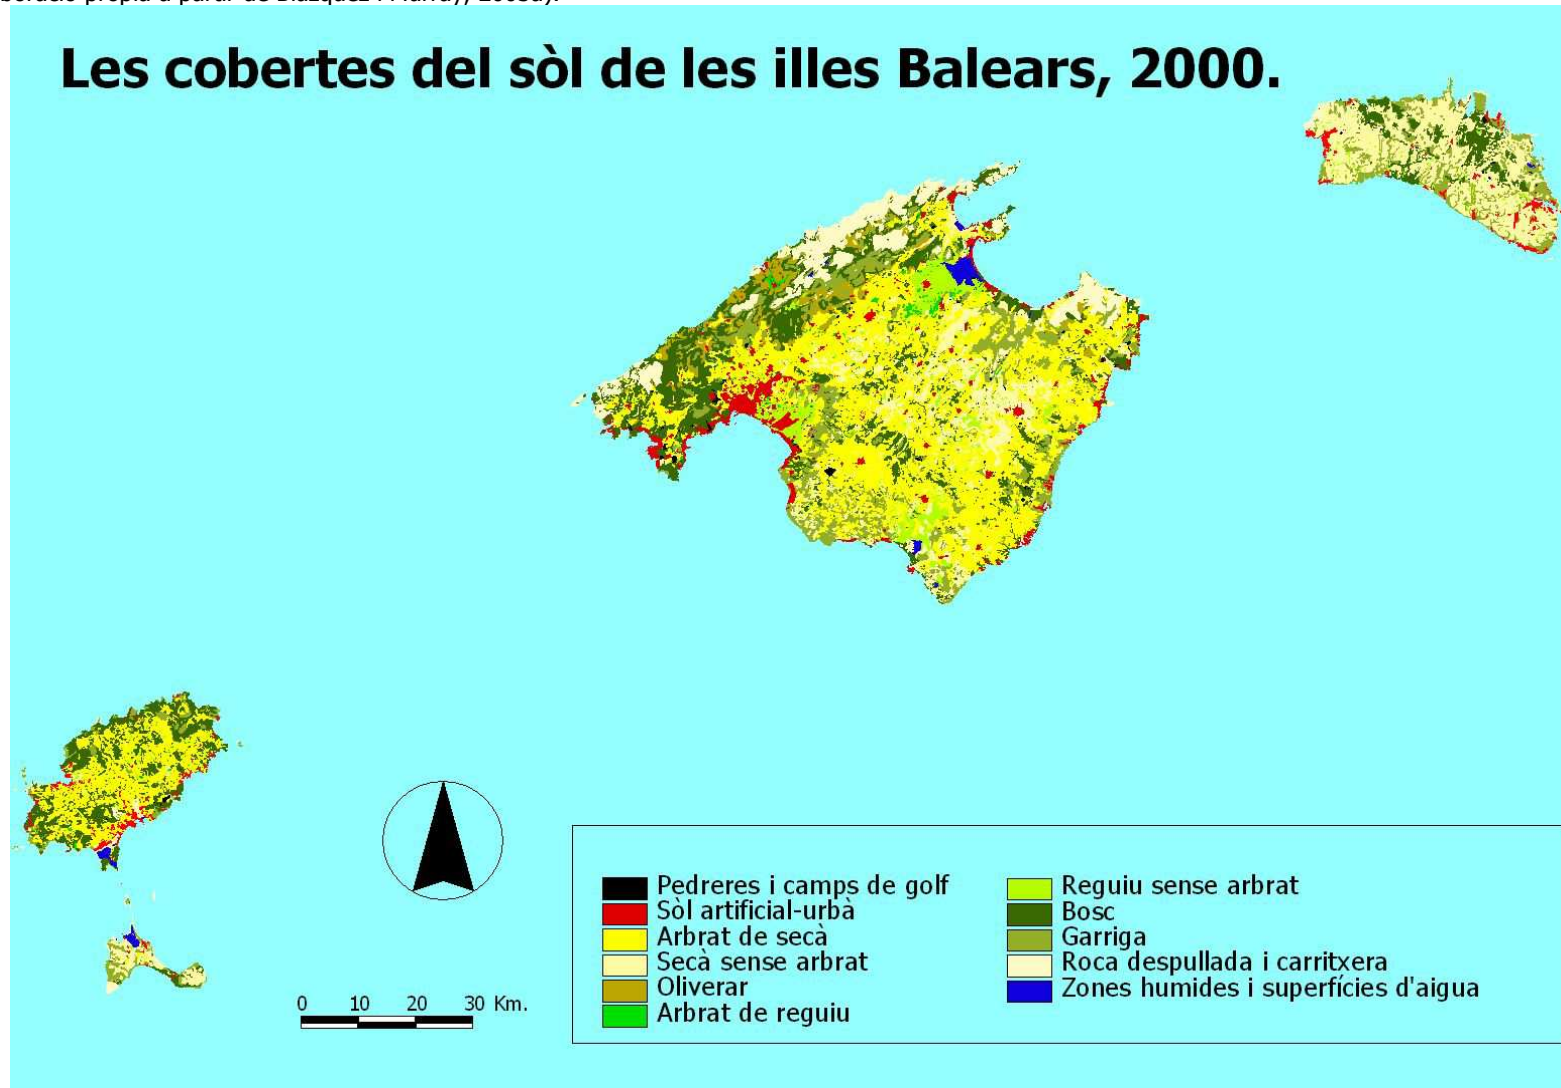 Les cobertes del sòl de les illes Balears, 2000.
0 10 20 30 Km.
Pedreres i camps de golf
Sòl artificial-urbà
Arbrat de secà
Secà sense arbrat
Oliverar
Arbrat de reguiu
Reguiu sense arbrat
Bosc
Garriga
Roca despullada i carritxera
Zones humides i superfícies d'aigua